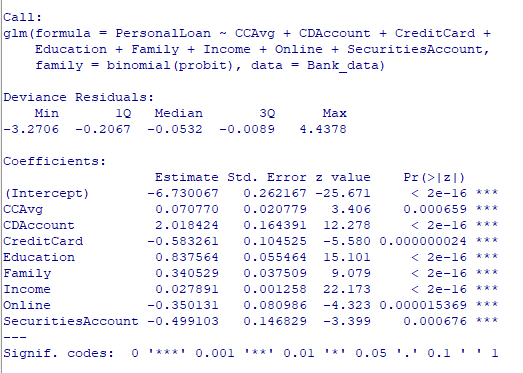 Call:
glm(formula = PersonalLoan ~ CCAvg + CDAccount + CreditCard +
    Education + Family + Income + Online + SecuritiesAccount,
    family = binomial(probit), data = Bank_data)

Deviance Residuals:
    Min      1Q  Median      3Q     Max
-3.2706 -0.2067 -0.0532 -0.0089  4.4378

Coefficients:
                   Estimate Std. Error z value    Pr(>|z|)
(Intercept)       -6.730067   0.262167 -25.671     < 2e-16 ***
CCAvg              0.070770   0.020779   3.406    0.000659 ***
CDAccount          2.018424   0.164391  12.278     < 2e-16 ***
CreditCard        -0.583261   0.104525  -5.580 0.000000024 ***
Education          0.837564   0.055464  15.101     < 2e-16 ***
Family             0.340529   0.037509   9.079     < 2e-16 ***
Income             0.027891   0.001258  22.173     < 2e-16 ***
Online            -0.350131   0.080986  -4.323 0.000015369 ***
SecuritiesAccount -0.499103   0.146829  -3.399    0.000676 ***
---
Signif. codes:  0 '***' 0.001 '**' 0.01 '*' 0.05 '.' 0.1 ' ' 1